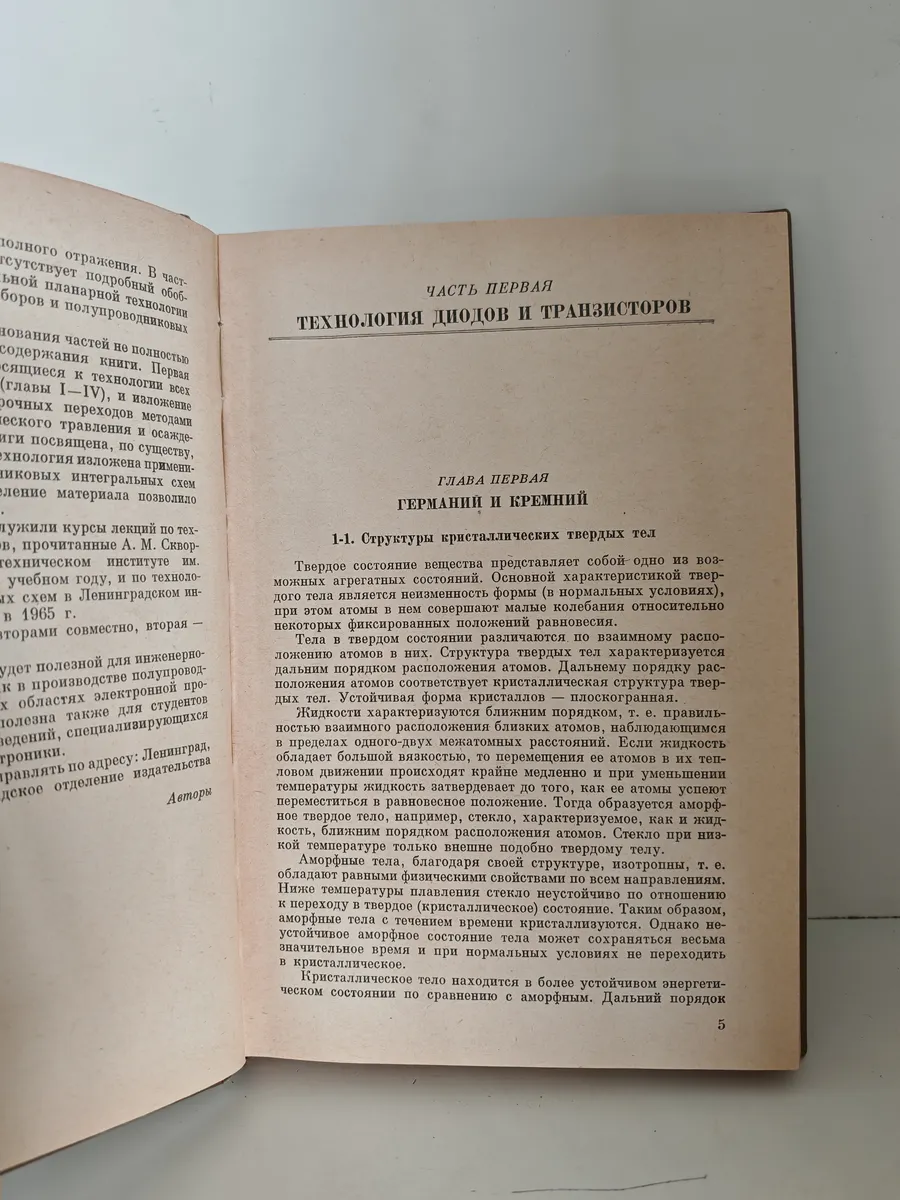 полного отражения. В част-
тсутствует подробный обоб-
ьной планарной технологии
боров и полупроводниковых
нования частей не полностью
содержания книги. Первая
осящиеся к технологии всех
(главы I—IV), и изложение
рочных переходов методами
ческого травления и осажде-
иги посвящена, по существу,
ехнология изложена примени-
никовых интегральных схем
еление материала позволило
.
лужили курсы лекций по тех-
ов, прочитанные А. М. Сквор-
техническом институте им.
учебном году, и по техноло-
ых схем в Ленинградском ин-
в 1965 г.
вторами совместно, вторая —
удет полезной для инженерно-
к в производстве полупровод-
х областях электронной про-
полезна также для студентов
ведений, специализирующихся
троники.
правлять по адресу: Ленинград,
дское отделение издательства
Авторы
ЧАСТЬ ПЕРВАЯ
ТЕХНОЛОГИЯ ДИОДОВ И ТРАНЗИСТОРОВ
ГЛАВА ПЕРВАЯ
ГЕРМАНИЙ И КРЕМНИЙ
1-1. Структуры кристаллических твердых тел
Твердое состояние вещества представляет собой одно из воз-
можных агрегатных состояний. Основной характеристикой твер-
дого тела является неизменность формы (в нормальных условиях),
при этом атомы в нем совершают малые колебания относительно
некоторых фиксированных положений равновесия.
Тела в твердом состоянии различаются по взаимному распо-
ложению атомов в них. Структура твердых тел характеризуется
дальним порядком расположения атомов. Дальнему порядку рас-
положения атомов соответствует кристаллическая структура твер-
дых тел. Устойчивая форма кристаллов — плоскогранная.
Жидкости характеризуются ближним порядком, т. е. правиль-
ностью взаимного расположения близких атомов, наблюдающимся
в пределах одного-двух межатомных расстояний. Если жидкость
обладает большой вязкостью, то перемещения ее атомов в их теп-
ловом движении происходят крайне медленно и при уменьшении
температуры жидкость затвердевает до того, как ее атомы успеют
переместиться в равновесное положение. Тогда образуется аморф-
ное твердое тело, например, стекло, характеризуемое, как и жид-
кость, ближним порядком расположения атомов. Стекло при низ-
кой температуре только внешне подобно твердому телу.
Аморфные тела, благодаря своей структуре, изотропны, т. е.
обладают равными физическими свойствами по всем направлениям.
Ниже температуры плавления стекло неустойчиво по отношению
к переходу в твердое (кристаллическое) состояние. Таким образом,
аморфные тела с течением времени кристаллизуются. Однако не-
устойчивое аморфное состояние тела может сохраняться весьма
значительное время и при нормальных условиях не переходить
в кристаллическое.
Кристаллическое тело находится в более устойчивом энергети-
ческом состоянии по сравнению с аморфным. Дальний порядок
5